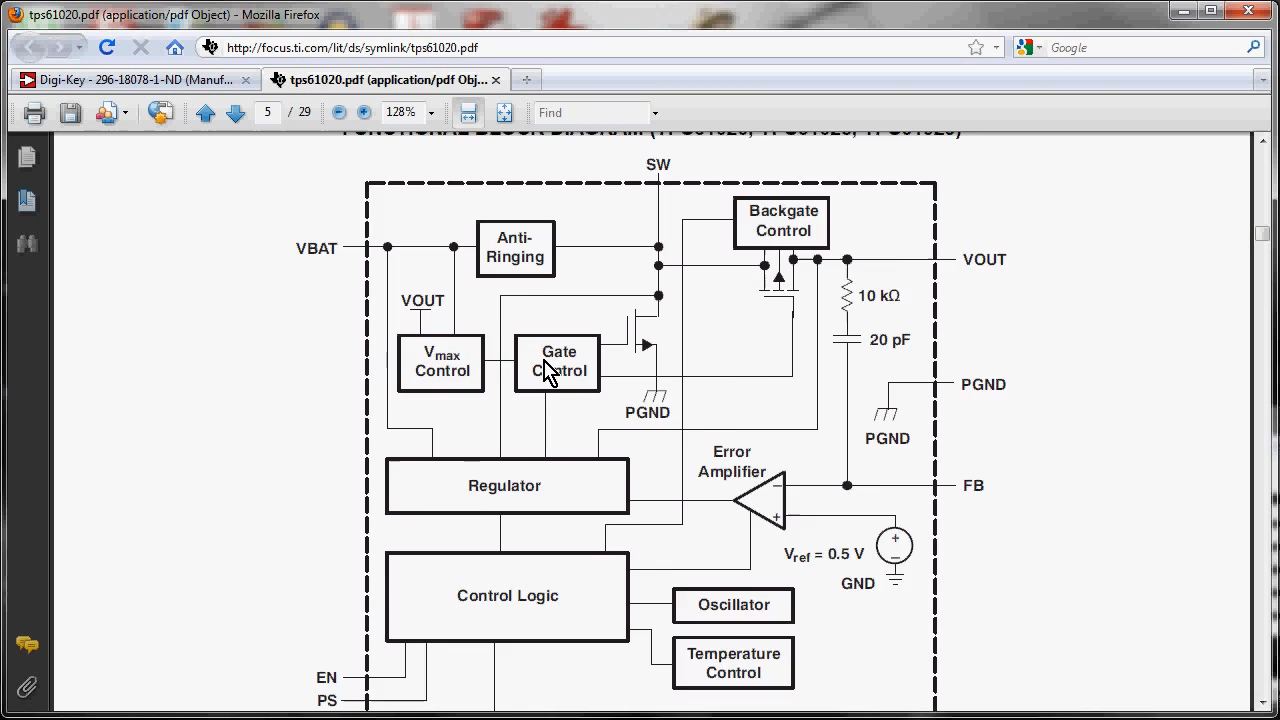 tps61020.pdf (application/pdf Object) - Mozilla Firefox
http://focus.ti.com/lit/ds/symlink/tps61020.pdf
Google
Digi-Key - 296-18078-1-ND (Manuf...
tps61020.pdf (application/pdf Obj...
5 / 29
128%
Find
FUNCTIONAL BLOCK DIAGRAM
SW
Backgate
Control
Anti-
Ringing
VBAT
VOUT
VOUT
10 kΩ
20 pF
Vmax
Control
Gate
Control
PGND
PGND
PGND
Error
Amplifier
Regulator
FB
Vref = 0.5 V
GND
Control Logic
Oscillator
Temperature
Control
EN
PS